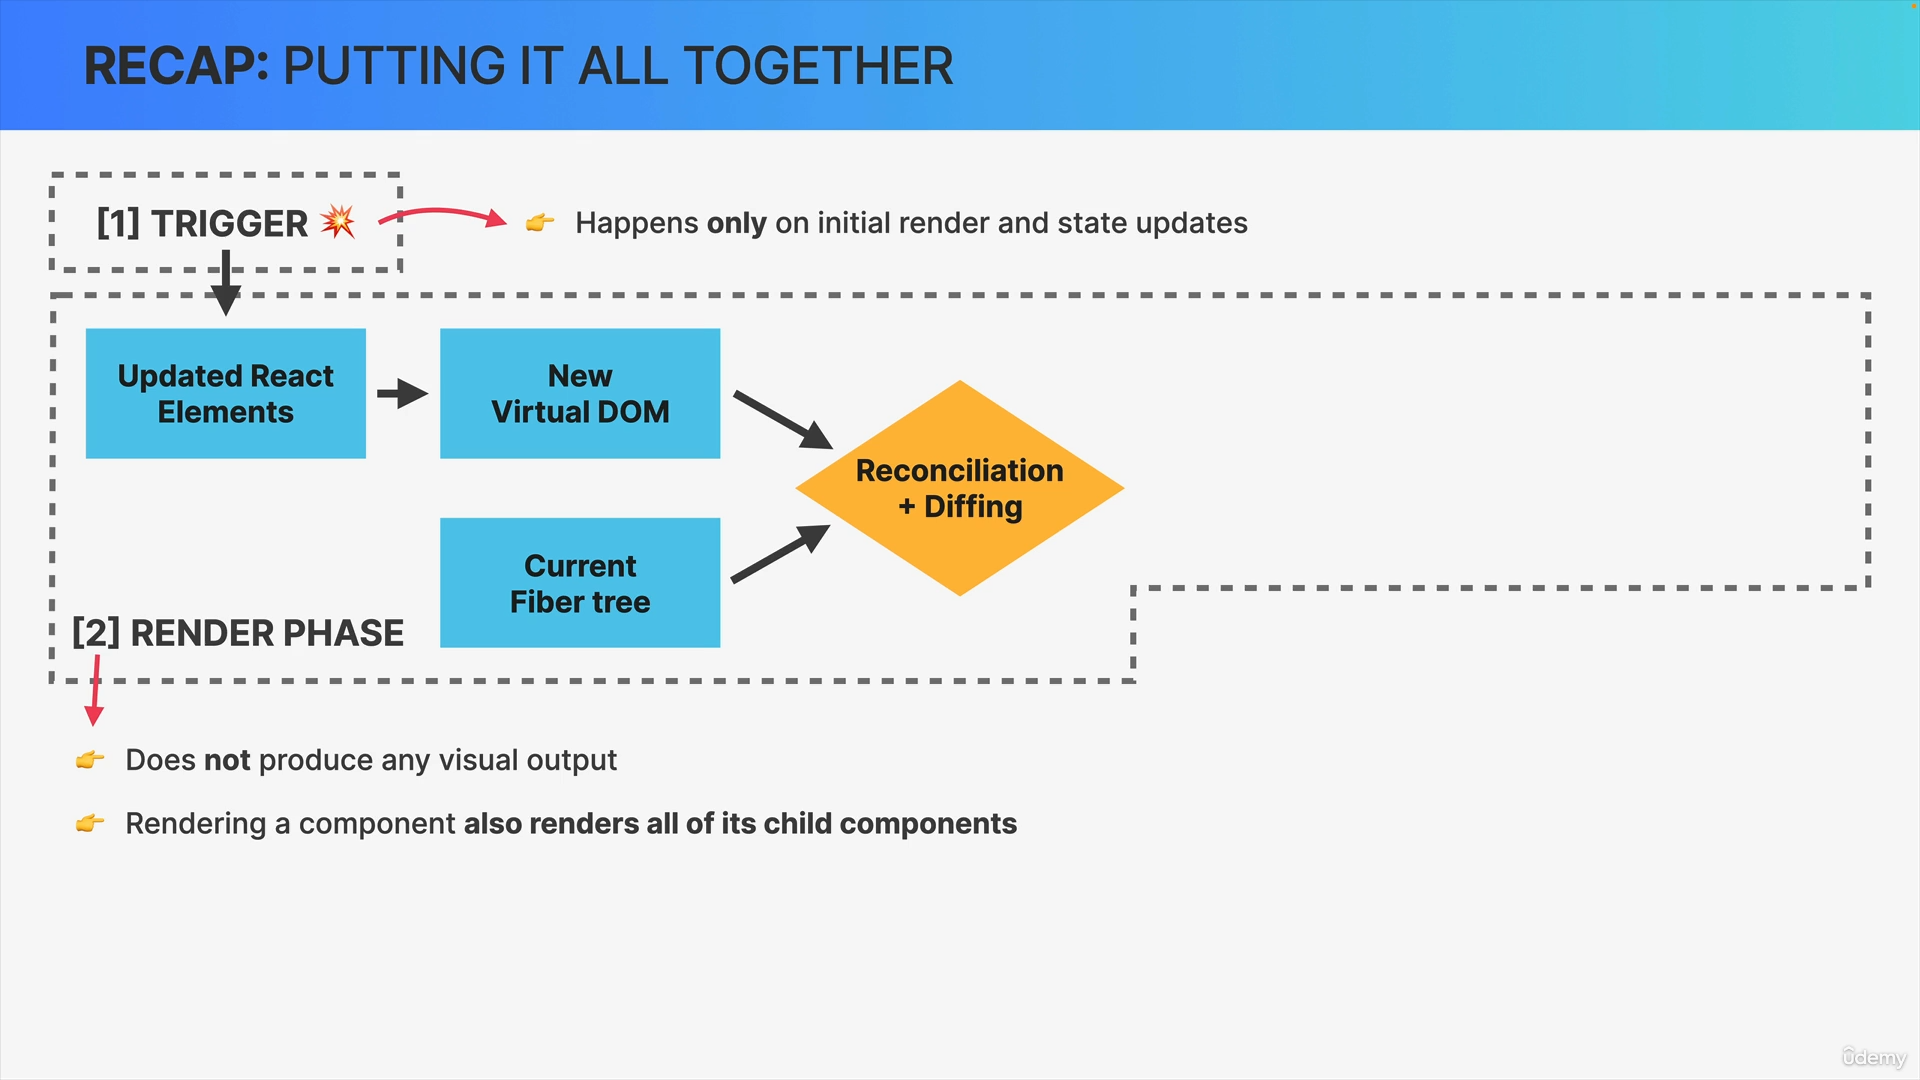 RECAP: PUTTING IT ALL TOGETHER
[1] TRIGGER 💥
👉 Happens only on initial render and state updates
Updated React
Elements
New
Virtual DOM
Reconciliation
+ Diffing
Current
Fiber tree
[2] RENDER PHASE
👉 Does not produce any visual output
👉 Rendering a component also renders all of its child components
ûdemy